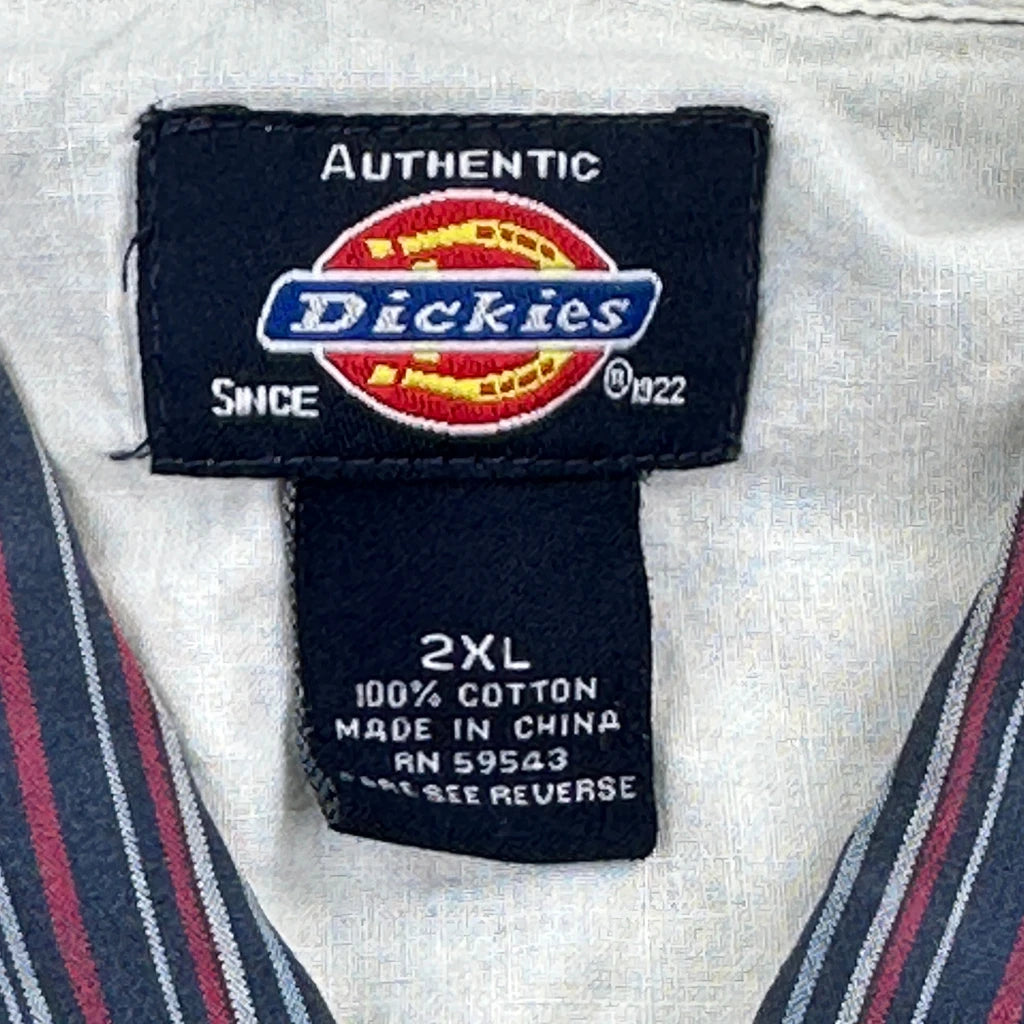 AUTHENTIC
Dickies
SINCE ®1922
2XL
100% COTTON
MADE IN CHINA
RN 59543
SEE REVERSE